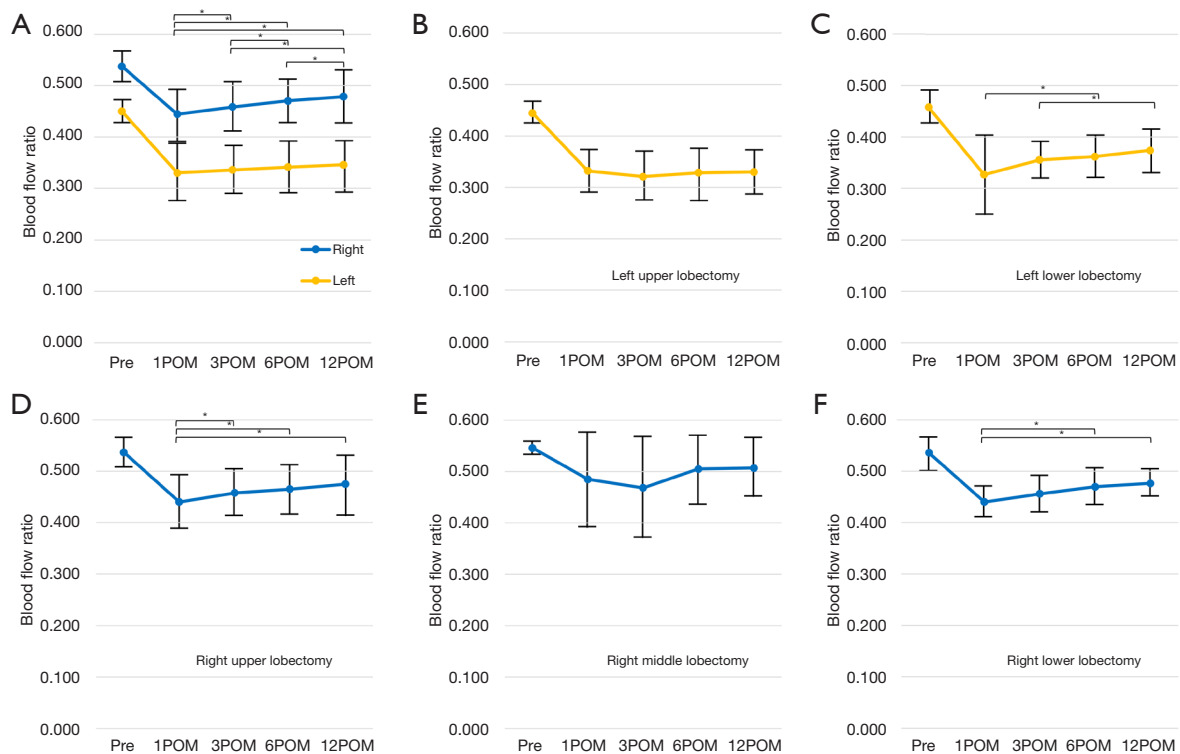 A
0.600
0.500
0.400
0.300
0.200
0.100
0.000
Blood flow ratio
* * * * * *
Right
Left
Pre 1POM 3POM 6POM 12POM
B
0.600
0.500
0.400
0.300
0.200
0.100
0.000
Blood flow ratio
Left upper lobectomy
Pre 1POM 3POM 6POM 12POM
C
0.600
0.500
0.400
0.300
0.200
0.100
0.000
Blood flow ratio
* *
Left lower lobectomy
Pre 1POM 3POM 6POM 12POM
D
0.600
0.500
0.400
0.300
0.200
0.100
0.000
Blood flow ratio
* * *
Right upper lobectomy
Pre 1POM 3POM 6POM 12POM
E
0.600
0.500
0.400
0.300
0.200
0.100
0.000
Blood flow ratio
Right middle lobectomy
Pre 1POM 3POM 6POM 12POM
F
0.600
0.500
0.400
0.300
0.200
0.100
0.000
Blood flow ratio
* *
Right lower lobectomy
Pre 1POM 3POM 6POM 12POM